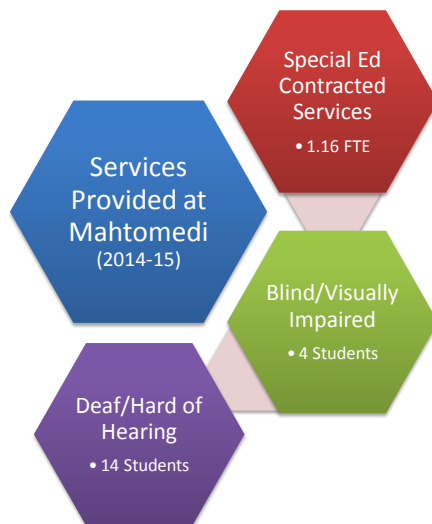 Services
Provided at
Mahtomedi
(2014-15)
Special Ed
Contracted
Services
• 1.16 FTE
Blind/Visually
Impaired
• 4 Students
Deaf/Hard of
Hearing
• 14 Students